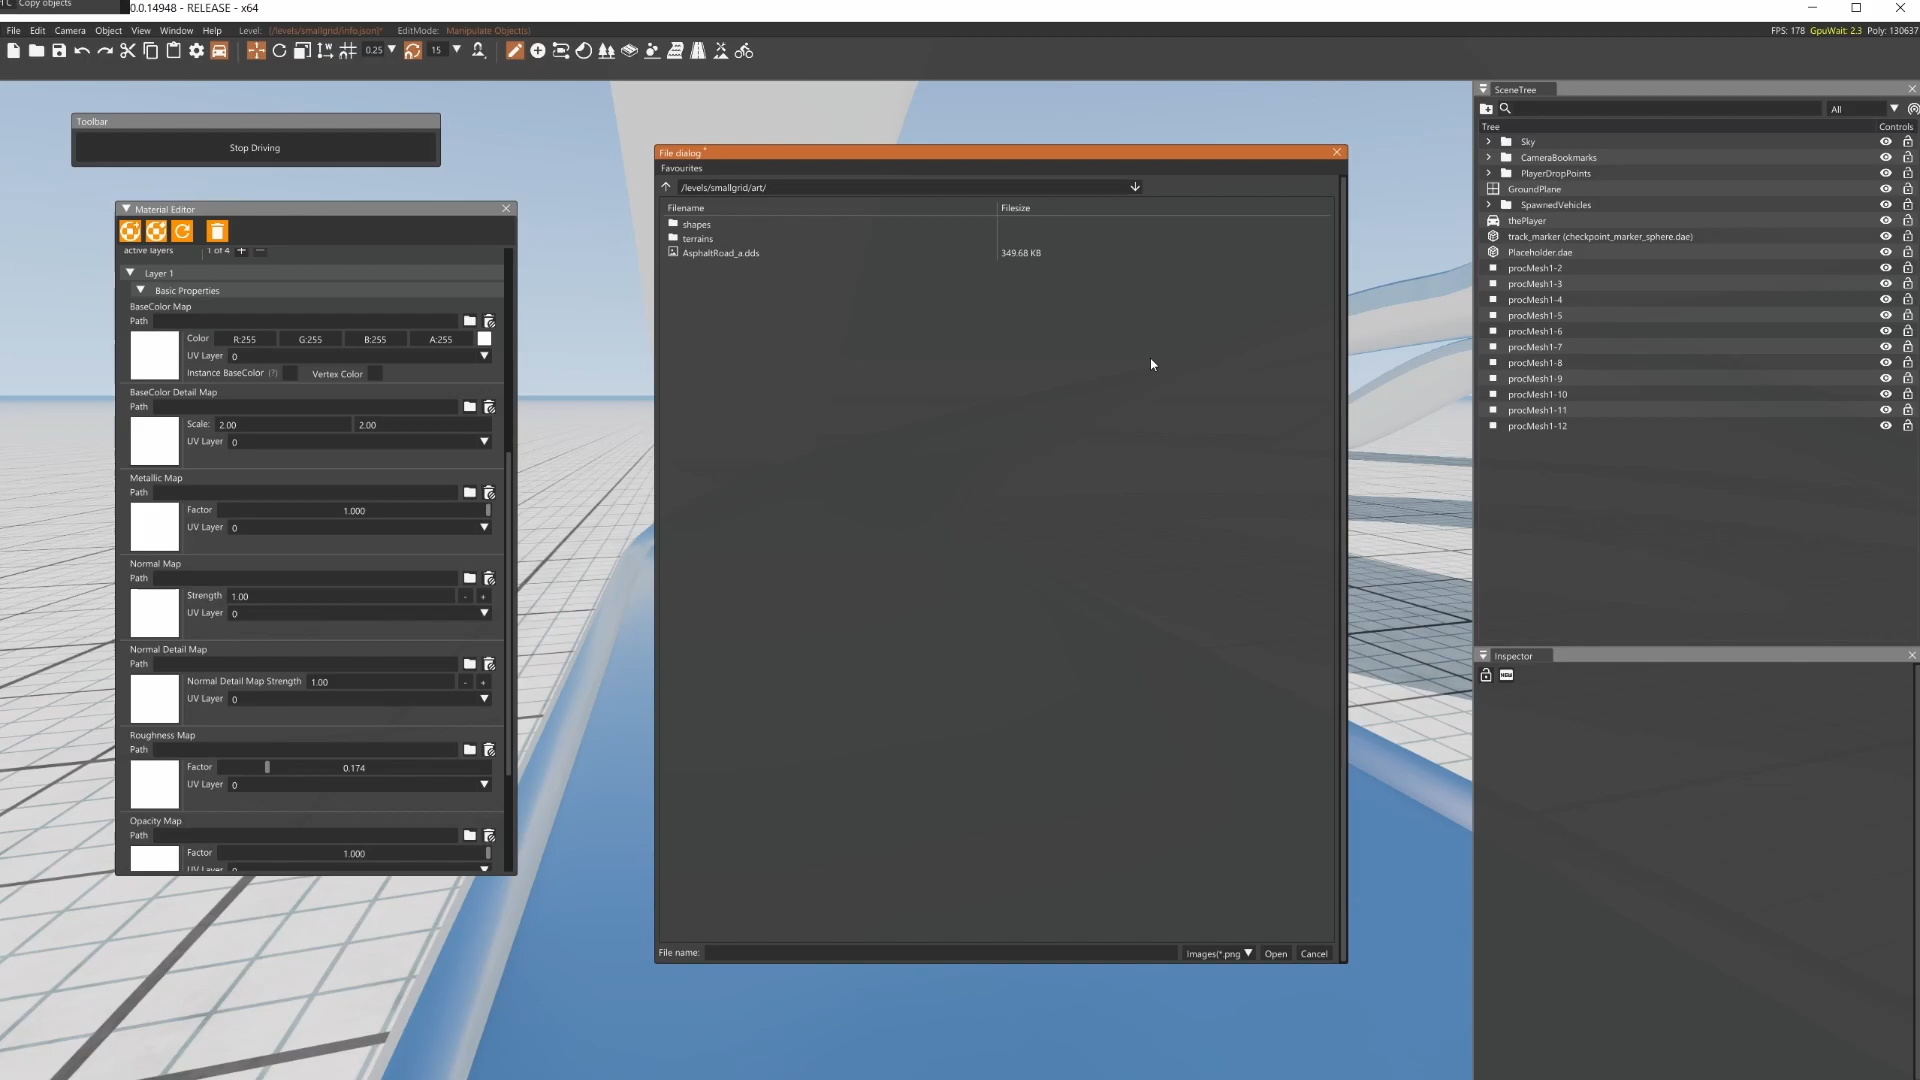 Copy objects
0.0.14948 - RELEASE - x64
File Edit Camera Object View Window Help Level: [/levels/smallgrid/info.json]* EditMode: Manipulate Object(s)
FPS: 178 GpuWait: 2.3 Poly: 130637
0.25 15
Toolbar
Stop Driving
Material Editor
active layers 1 of 4 + -
Layer 1
Basic Properties
BaseColor Map
Path
Color R:255 G:255 B:255 A:255
UV Layer 0
Instance BaseColor (?) Vertex Color
BaseColor Detail Map
Path
Scale: 2.00 2.00
UV Layer 0
Metallic Map
Path
Factor 1.000
UV Layer 0
Normal Map
Path
Strength 1.00 - +
UV Layer 0
Normal Detail Map
Path
Normal Detail Map Strength 1.00 - +
UV Layer 0
Roughness Map
Path
Factor 0.174
UV Layer 0
Opacity Map
Path
Factor 1.000
UV Layer 0
File dialog *
Favourites
/levels/smallgrid/art/
Filename Filesize
shapes
terrains
AsphaltRoad_a.dds 349.68 KB
File name: Images(*.png Open Cancel
SceneTree
All
Tree Controls
Sky
CameraBookmarks
PlayerDropPoints
GroundPlane
SpawnedVehicles
thePlayer
track_marker (checkpoint_marker_sphere.dae)
Placeholder.dae
procMesh1-2
procMesh1-3
procMesh1-4
procMesh1-5
procMesh1-6
procMesh1-7
procMesh1-8
procMesh1-9
procMesh1-10
procMesh1-11
procMesh1-12
Inspector
NEW